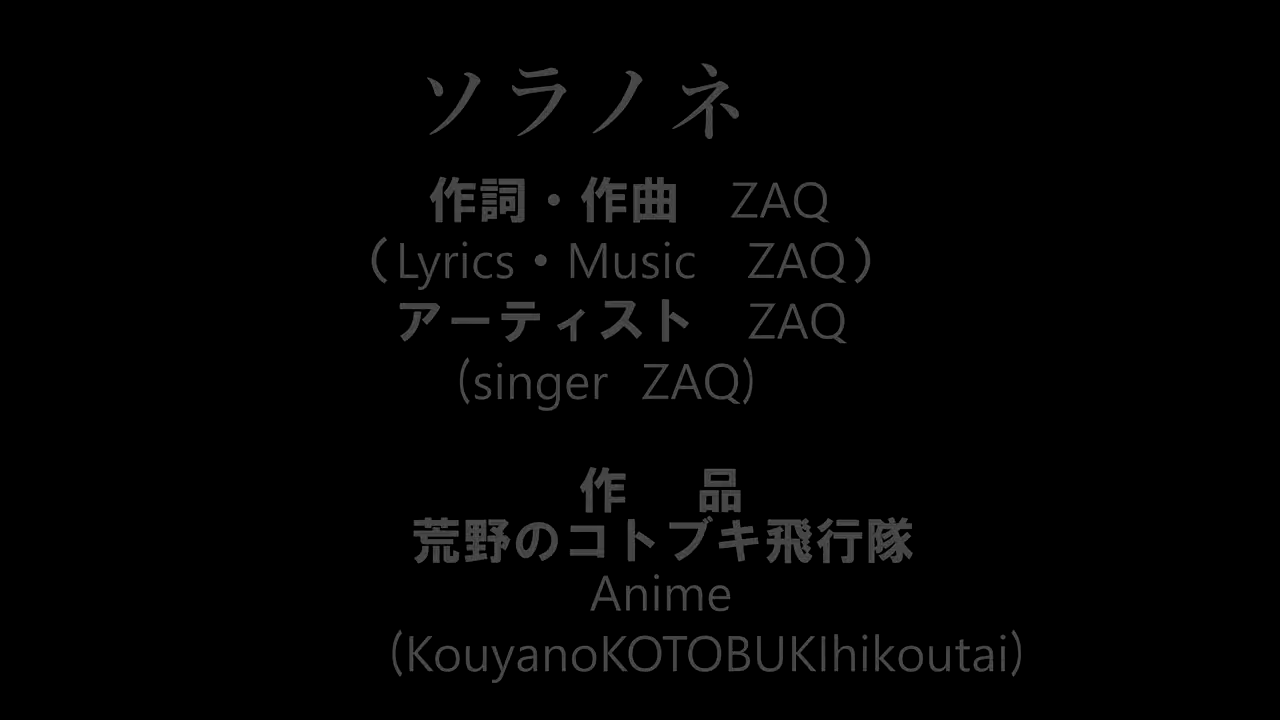 ソラノネ
作詞・作曲　ZAQ
（Lyrics・Music　ZAQ）
アーティスト　ZAQ
(singer ZAQ)
作　品
荒野のコトブキ飛行隊
Anime
(KouyanoKOTOBUKIhikoutai)